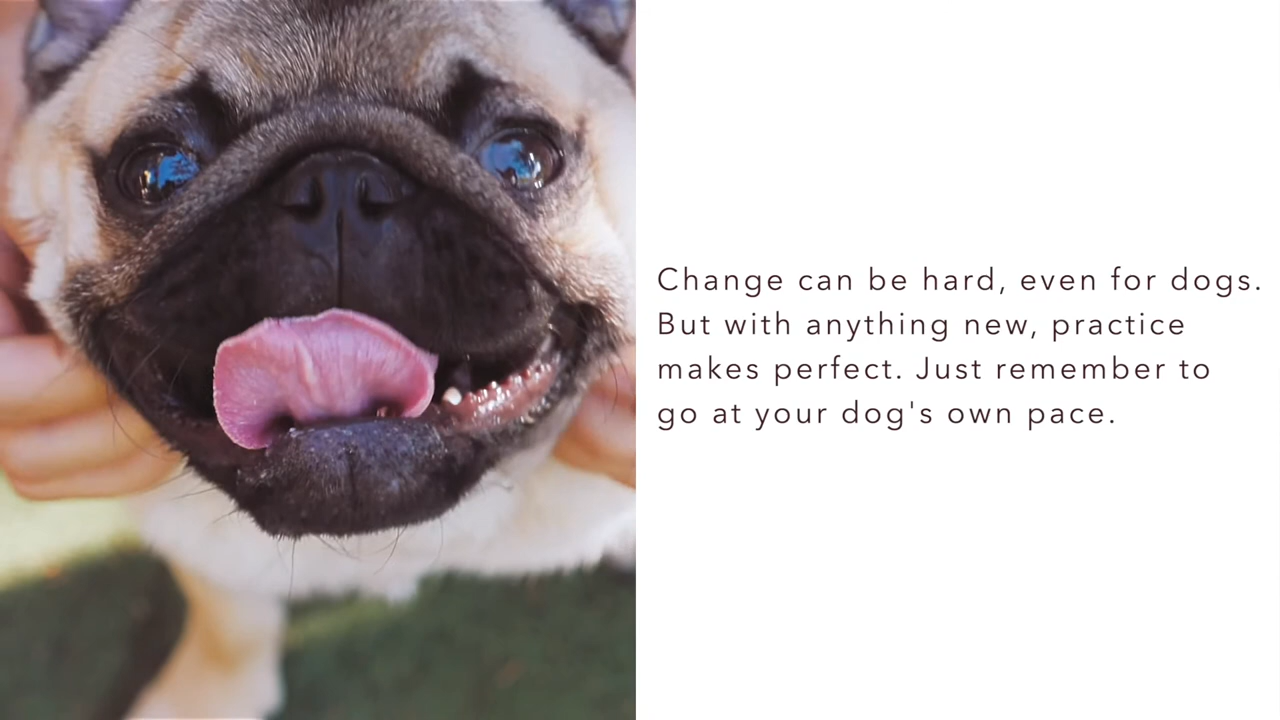 Change can be hard, even for dogs.
But with anything new, practice
makes perfect. Just remember to
go at your dog's own pace.